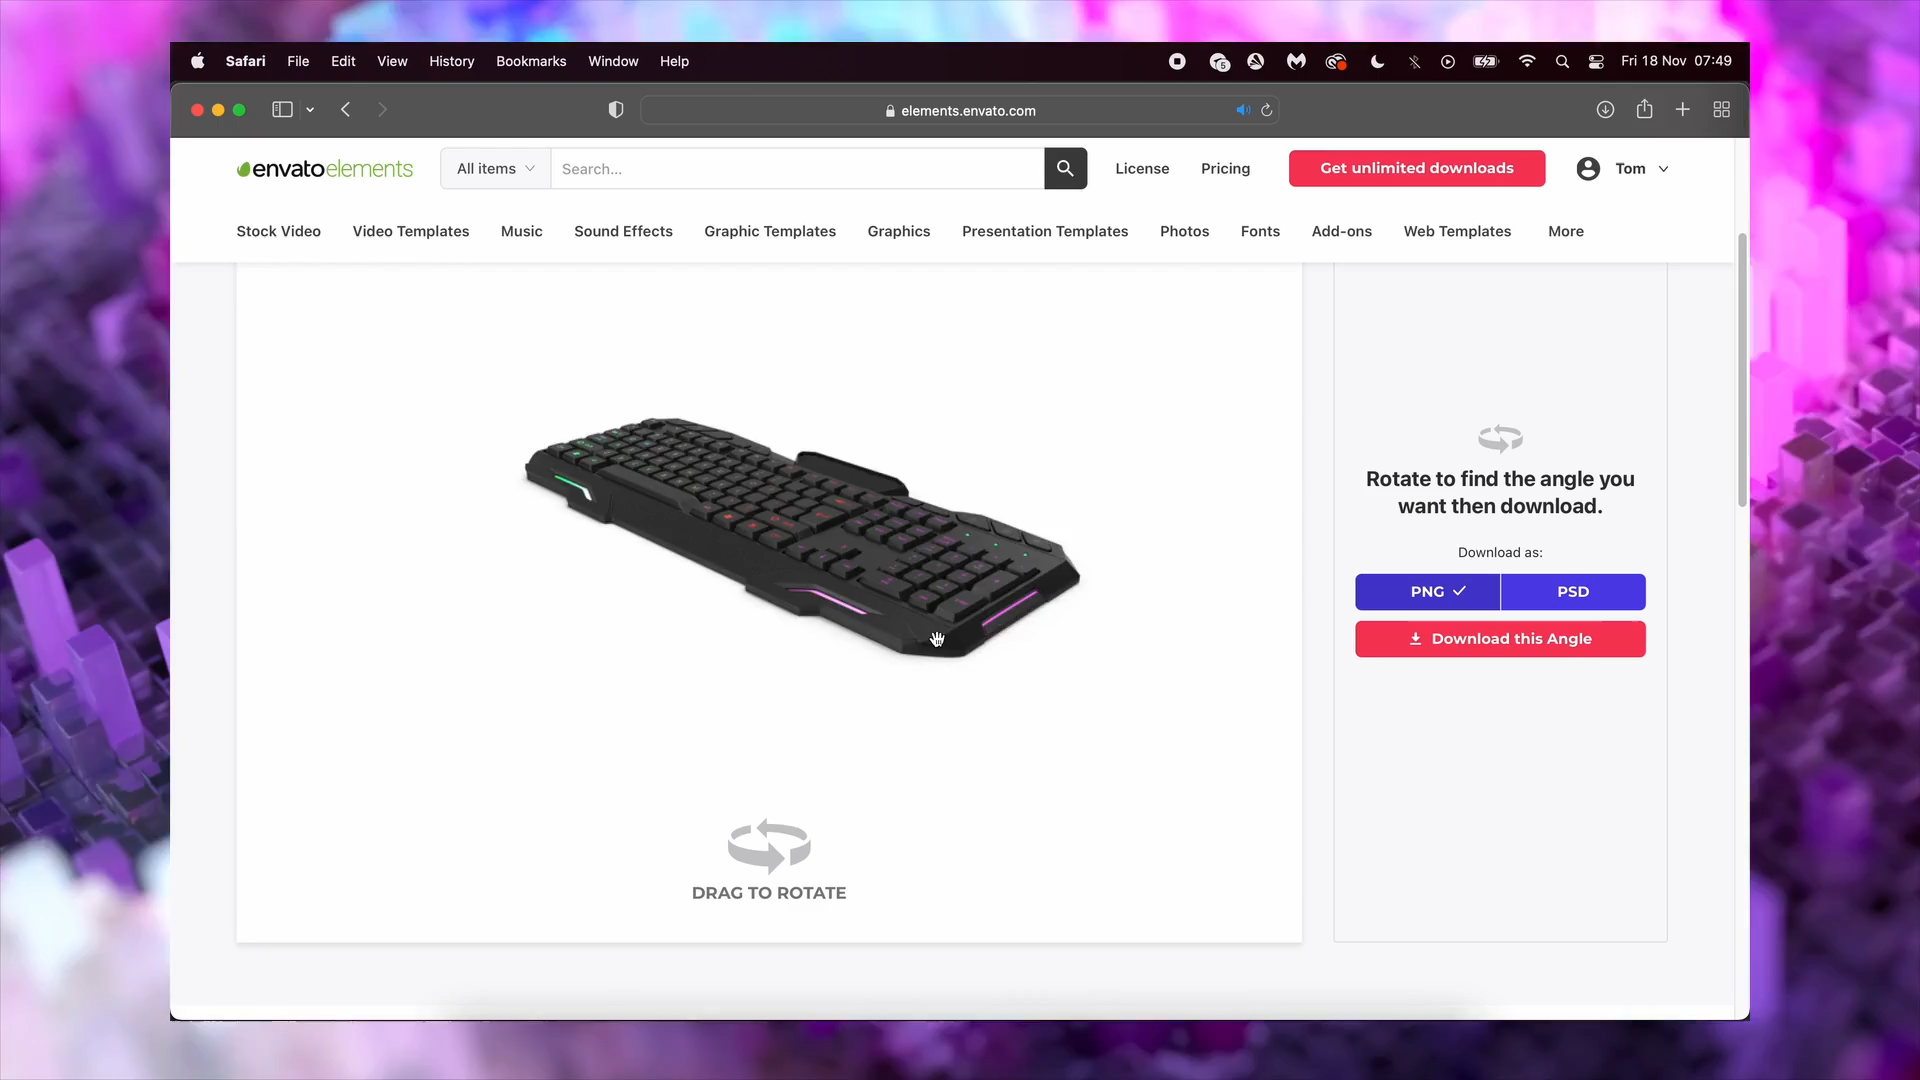 Safari File Edit View History Bookmarks Window Help
5
Fri 18 Nov 07:49
elements.envato.com
envatoelements
All items
Search...
License
Pricing
Get unlimited downloads
Tom
Stock Video
Video Templates
Music
Sound Effects
Graphic Templates
Graphics
Presentation Templates
Photos
Fonts
Add-ons
Web Templates
More
Rotate to find the angle you
want then download.
Download as:
PNG
PSD
Download this Angle
DRAG TO ROTATE